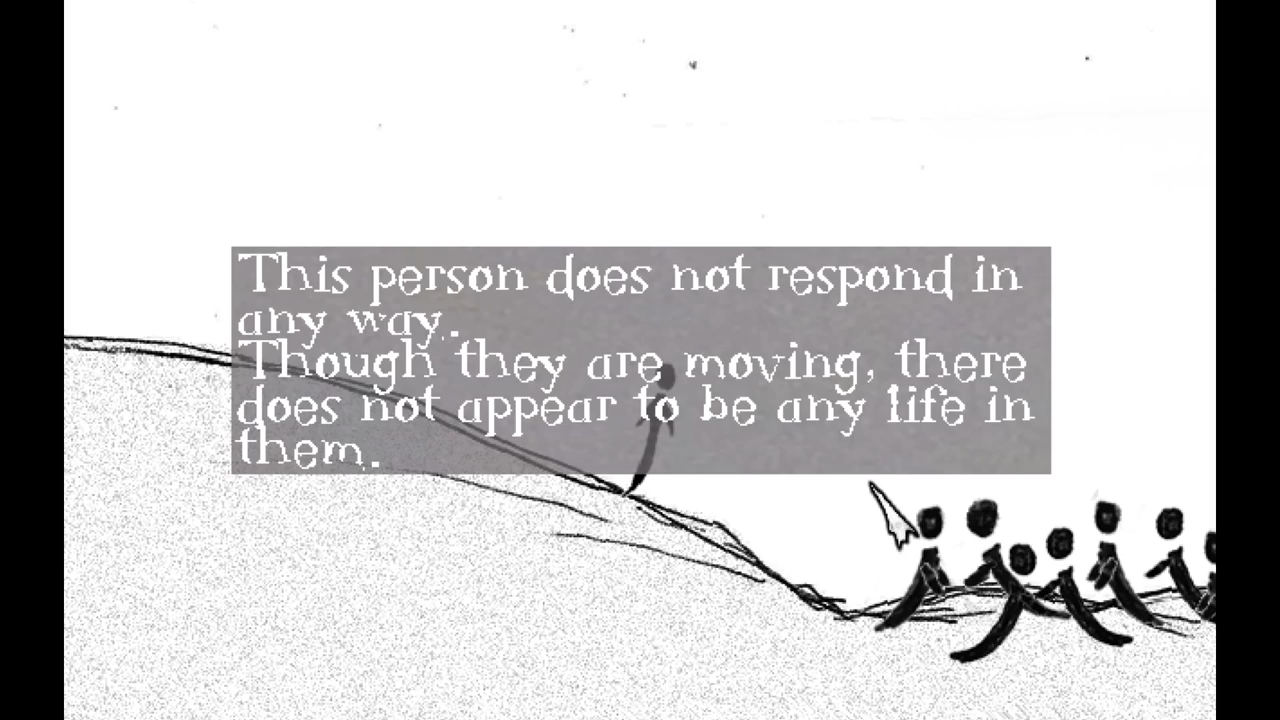 This person does not respond in
any way.
Though they are moving, there
does not appear to be any life in
them.